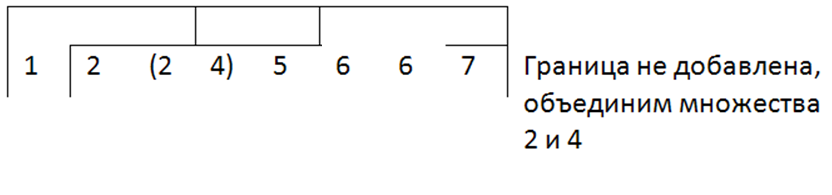 1 2 (2 4) 5 6 6 7
Граница не добавлена,
объединим множества
2 и 4